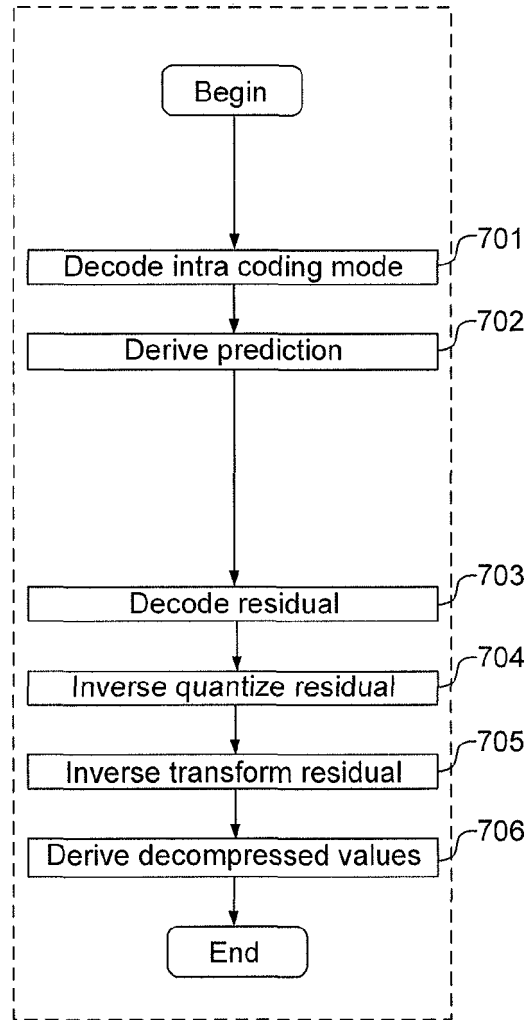 Begin
Decode intra coding mode
701
Derive prediction
702
Decode residual
703
Inverse quantize residual
704
Inverse transform residual
705
Derive decompressed values
706
End